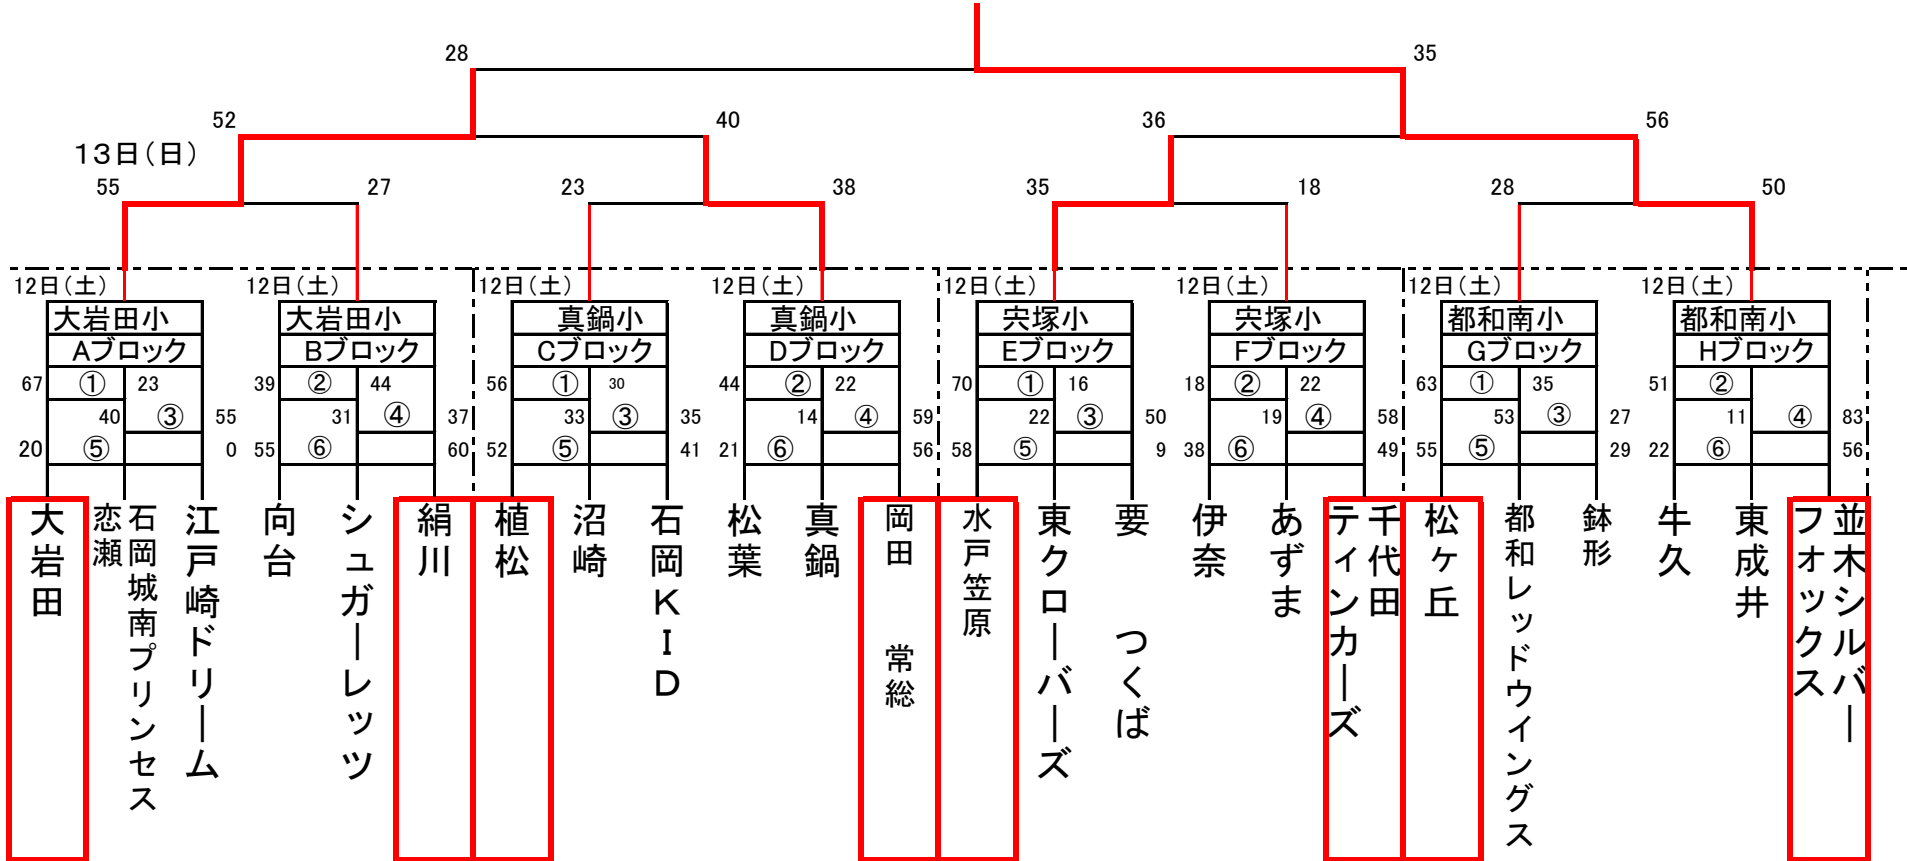 28 35
52 40 36 56
13日(日)
55 27 23 38 35 18 28 50
12日(土) 12日(土) 12日(土) 12日(土) 12日(土) 12日(土) 12日(土) 12日(土)
大岩田小 大岩田小 真鍋小 真鍋小 宍塚小 宍塚小 都和南小 都和南小
Aブロック Bブロック Cブロック Dブロック Eブロック Fブロック Gブロック Hブロック
67 ① 23 39 ② 44 56 ① 30 44 ② 22 70 ① 16 18 ② 22 63 ① 35 51 ②
40 ③ 55 31 ④ 37 33 ③ 35 14 ④ 59 22 ③ 50 19 ④ 58 53 ③ 27 11 ④ 83
20 ⑤ 0 55 ⑥ 60 52 ⑤ 41 21 ⑥ 56 58 ⑤ 9 38 ⑥ 49 55 ⑤ 29 22 ⑥ 56
大岩田
石岡城南プリンセス
恋瀬
江戸崎ドリーム
向台
シュガーレッツ
絹川
植松
沼崎
石岡KID
松葉
真鍋
岡田 常総
水戸笠原
東クローバーズ
要 つくば
伊奈
あずま
千代田
ティンカーズ
松ヶ丘
都和レッドウイングス
鉢形
牛久
東成井
並木シルバー
フォックス